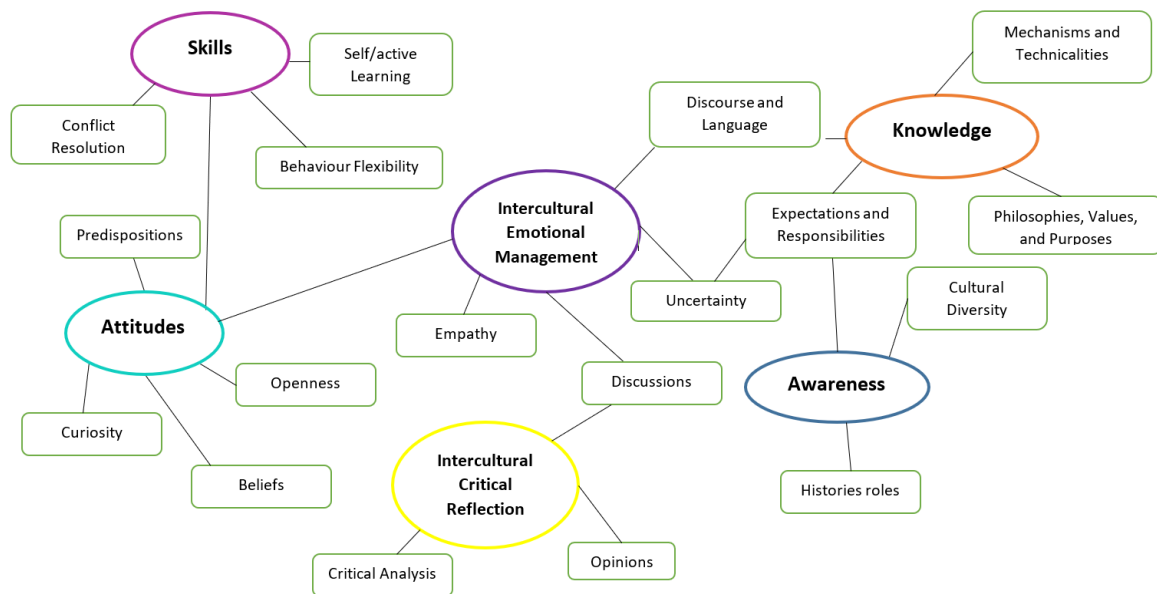 Skills
Self/active
Learning
Conflict
Resolution
Behaviour Flexibility
Mechanisms and
Technicalities
Discourse and
Language
Knowledge
Philosophies, Values,
and Purposes
Intercultural
Emotional
Management
Expectations and
Responsibilities
Predispositions
Attitudes
Uncertainty
Cultural
Diversity
Empathy
Openness
Discussions
Awareness
Curiosity
Beliefs
Intercultural
Critical
Reflection
Histories roles
Critical Analysis
Opinions